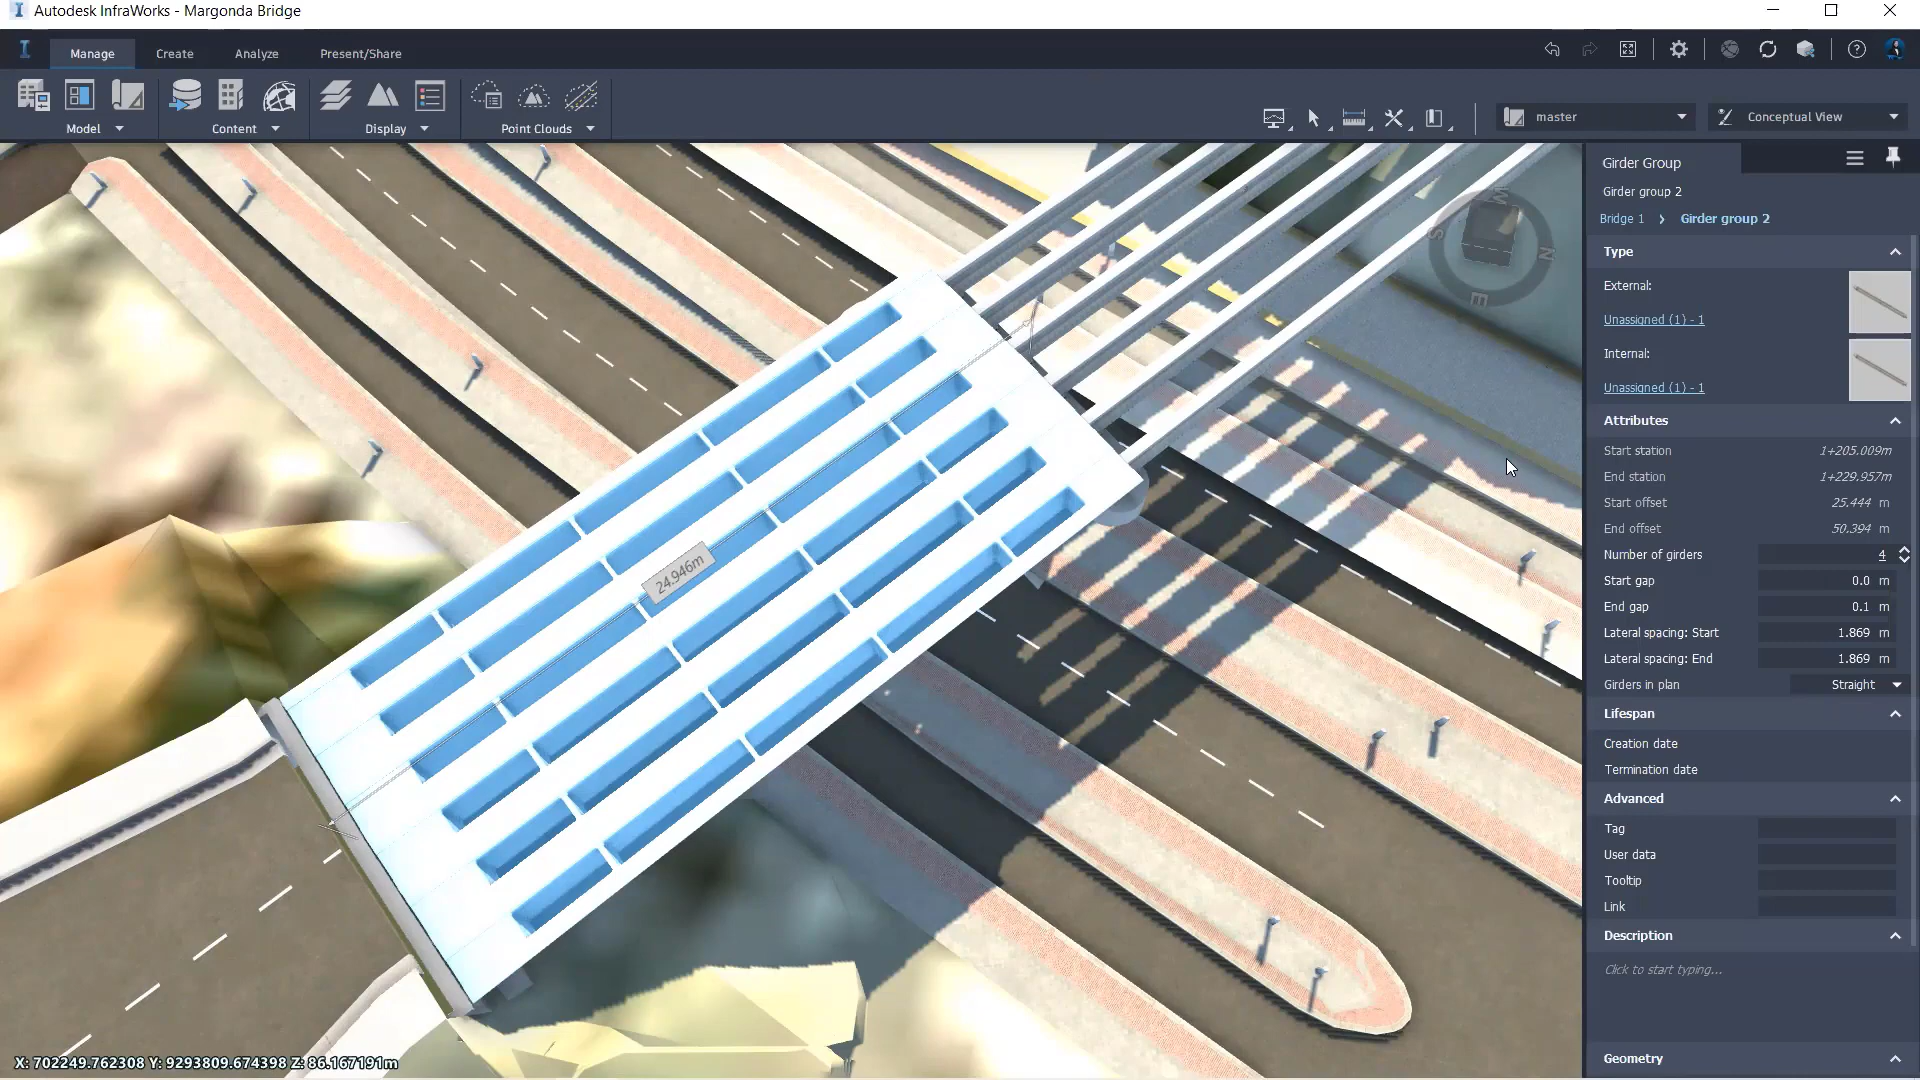 Autodesk InfraWorks - Margonda Bridge
Manage
Create
Analyze
Present/Share
Model
Content
Display
Point Clouds
master
Conceptual View
Girder Group
Girder group 2
Bridge 1 > Girder group 2
Type
External:
Unassigned (1) - 1
Internal:
Unassigned (1) - 1
Attributes
Start station 1+205.009m
End station 1+229.957m
Start offset 25.444 m
End offset 50.394 m
Number of girders 4
Start gap 0.0 m
End gap 0.1 m
Lateral spacing: Start 1.869 m
Lateral spacing: End 1.869 m
Girders in plan Straight
Lifespan
Creation date
Termination date
Advanced
Tag
User data
Tooltip
Link
Description
Click to start typing...
Geometry
W
S
N
E
24.946m
X: 702249.762308 Y: 9293809.674398 Z: 86.167191m